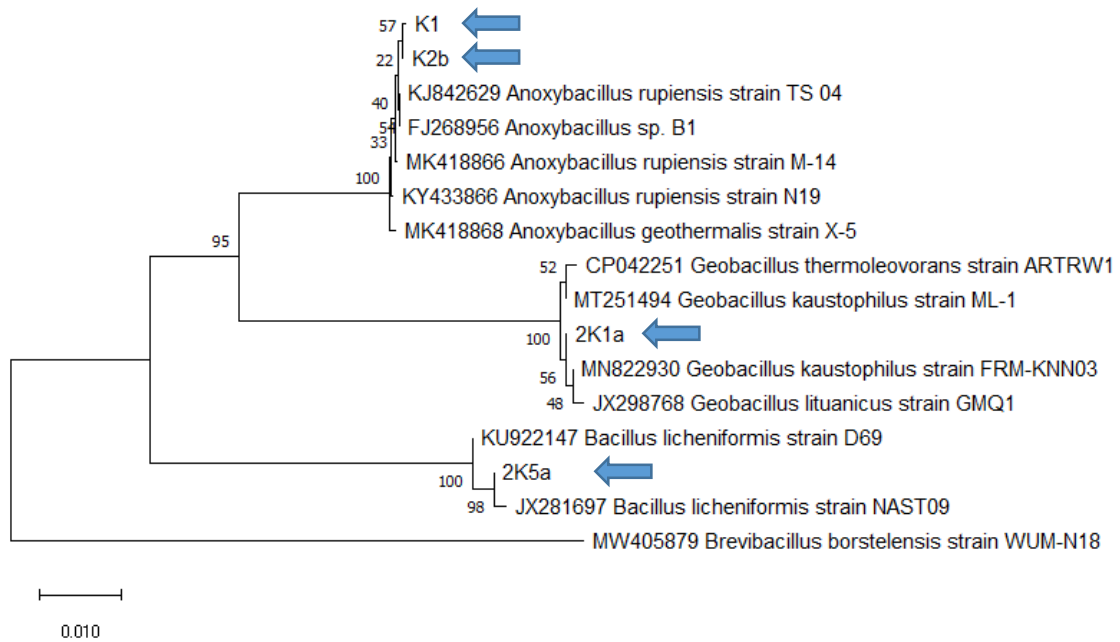 57 K1
22 K2b
40 KJ842629 Anoxybacillus rupiensis strain TS 04
54 FJ268956 Anoxybacillus sp. B1
33
MK418866 Anoxybacillus rupiensis strain M-14
100 KY433866 Anoxybacillus rupiensis strain N19
MK418868 Anoxybacillus geothermalis strain X-5
95
52 CP042251 Geobacillus thermoleovorans strain ARTRW1
MT251494 Geobacillus kaustophilus strain ML-1
100 2K1a
56 MN822930 Geobacillus kaustophilus strain FRM-KNN03
48 JX298768 Geobacillus lituanicus strain GMQ1
KU922147 Bacillus licheniformis strain D69
100 2K5a
98 JX281697 Bacillus licheniformis strain NAST09
MW405879 Brevibacillus borstelensis strain WUM-N18
0.010